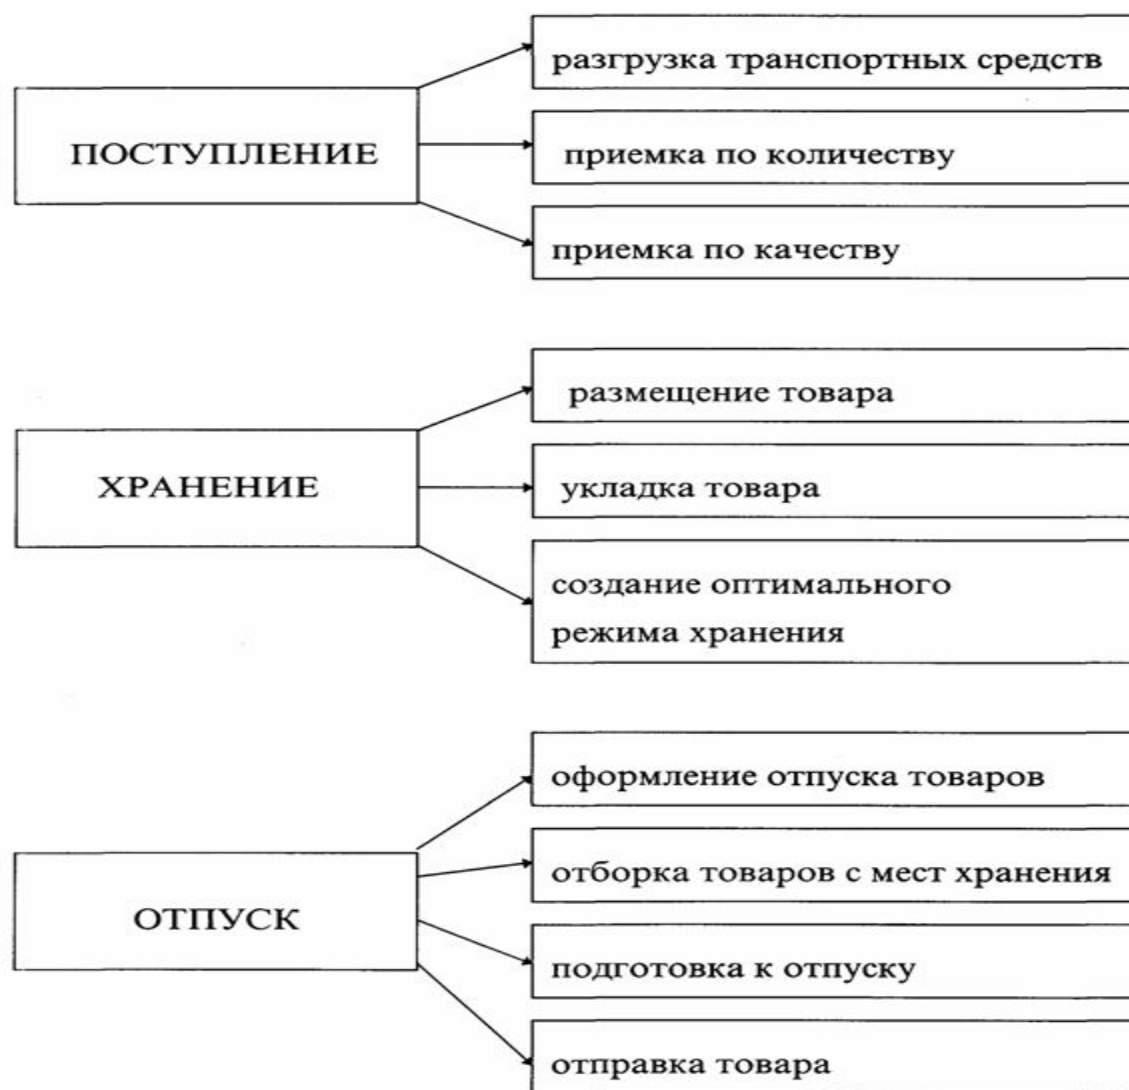 ПОСТУПЛЕНИЕ
разгрузка транспортных средств
приемка по количеству
приемка по качеству
ХРАНЕНИЕ
размещение товара
укладка товара
создание оптимального
режима хранения
ОТПУСК
оформление отпуска товаров
отборка товаров с мест хранения
подготовка к отпуску
отправка товара